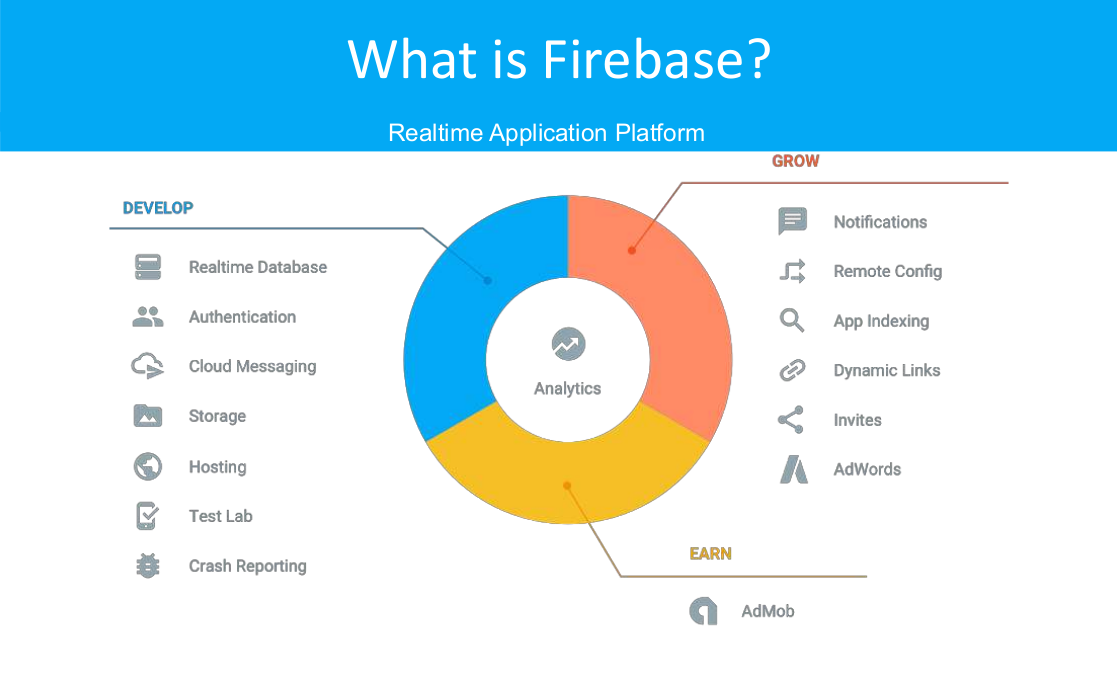 What is Firebase?
Realtime Application Platform
DEVELOP
Realtime Database
Authentication
Cloud Messaging
Storage
Hosting
Test Lab
Crash Reporting
Analytics
GROW
Notifications
Remote Config
App Indexing
Dynamic Links
Invites
AdWords
EARN
AdMob